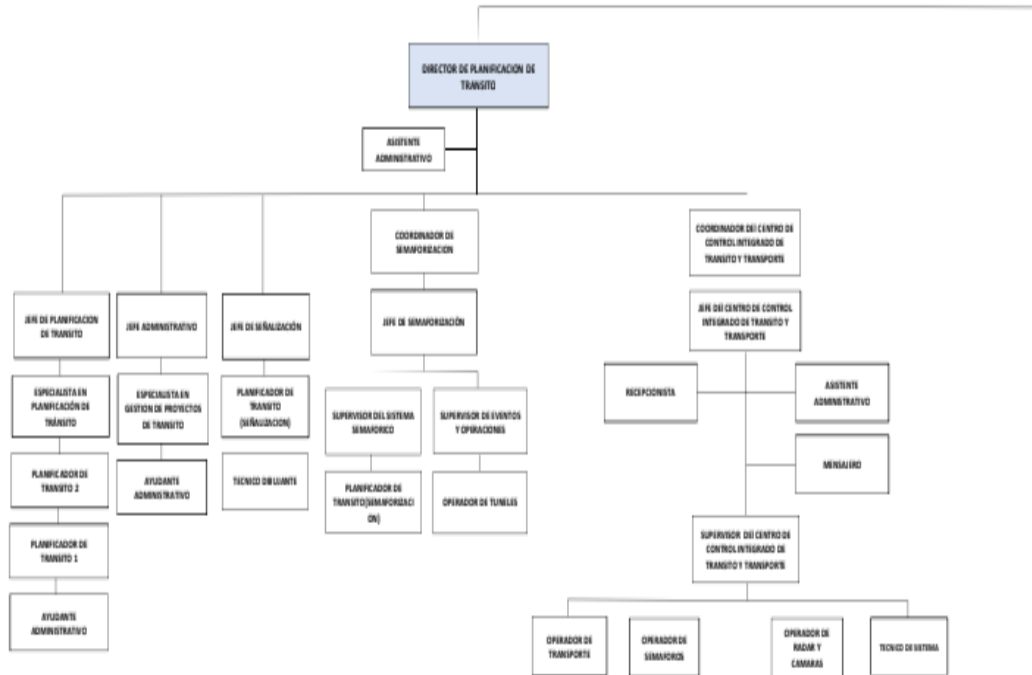 DIRECTOR DE PLANIFICACION DE
TRANSITO
ASISTENTE
ADMINISTRATIVO
COORDINADOR DE
SEMAFORIZACION
COORDINADOR DEl CENTRO DE
CONTROL INTEGRADO DE
TRANSITO Y TRANSPORTE
JEFE DE PLANIFICACION
DE TRANSITO
JEFE ADMINISTRATIVO
JEFE DE SEÑALIZACIÓN
JEFE DE SEMAFORIZACIÓN
JEFE DEl CENTRO DE CONTROL
INTEGRADO DE TRANSITO Y
TRANSPORTE
ESPECIALISTA EN
PLANIFICACIÓN DE
TRÁNSITO
ESPECIALISTA EN
GESTION DE PROYECTOS
DE TRANSITO
PLANIFICADOR DE
TRANSITO
(SEÑALIZACIÓN)
SUPERVISOR DEL SISTEMA
SEMAFORICO
SUPERVISOR DE EVENTOS
Y OPERACIONES
RECEPCIONISTA
ASISTENTE
ADMINISTRATIVO
PLANIFICADOR DE
TRANSITO 2
AYUDANTE
ADMINISTRATIVO
TECNICO DIBUJANTE
PLANIFICADOR DE
TRANSITO(SEMAFORIZACI
ÓN)
OPERADOR DE TUNELES
MENSAJERO
PLANIFICADOR DE
TRANSITO 1
SUPERVISOR DEl CENTRO DE
CONTROL INTEGRADO DE
TRANSITO Y TRANSPORTE
AYUDANTE
ADMINISTRATIVO
OPERADOR DE
TRANSPORTE
OPERADOR DE
SEMAFOROS
OPERADOR DE
RADAR Y
CAMARAS
TECNICO DE SISTEMA